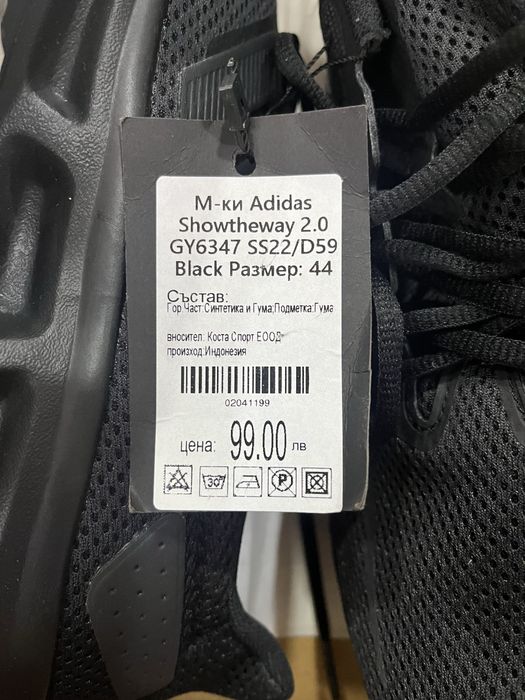 М-ки Adidas
Showtheway 2.0
GY6347 SS22/D59
Black Размер: 44
Състав:
Гор.Част:Синтетика и Гума;Подметка:Гума
вносител: Коста Спорт ЕООД
произход:Индонезия
02041199
цена: 99.00 лв
30° P